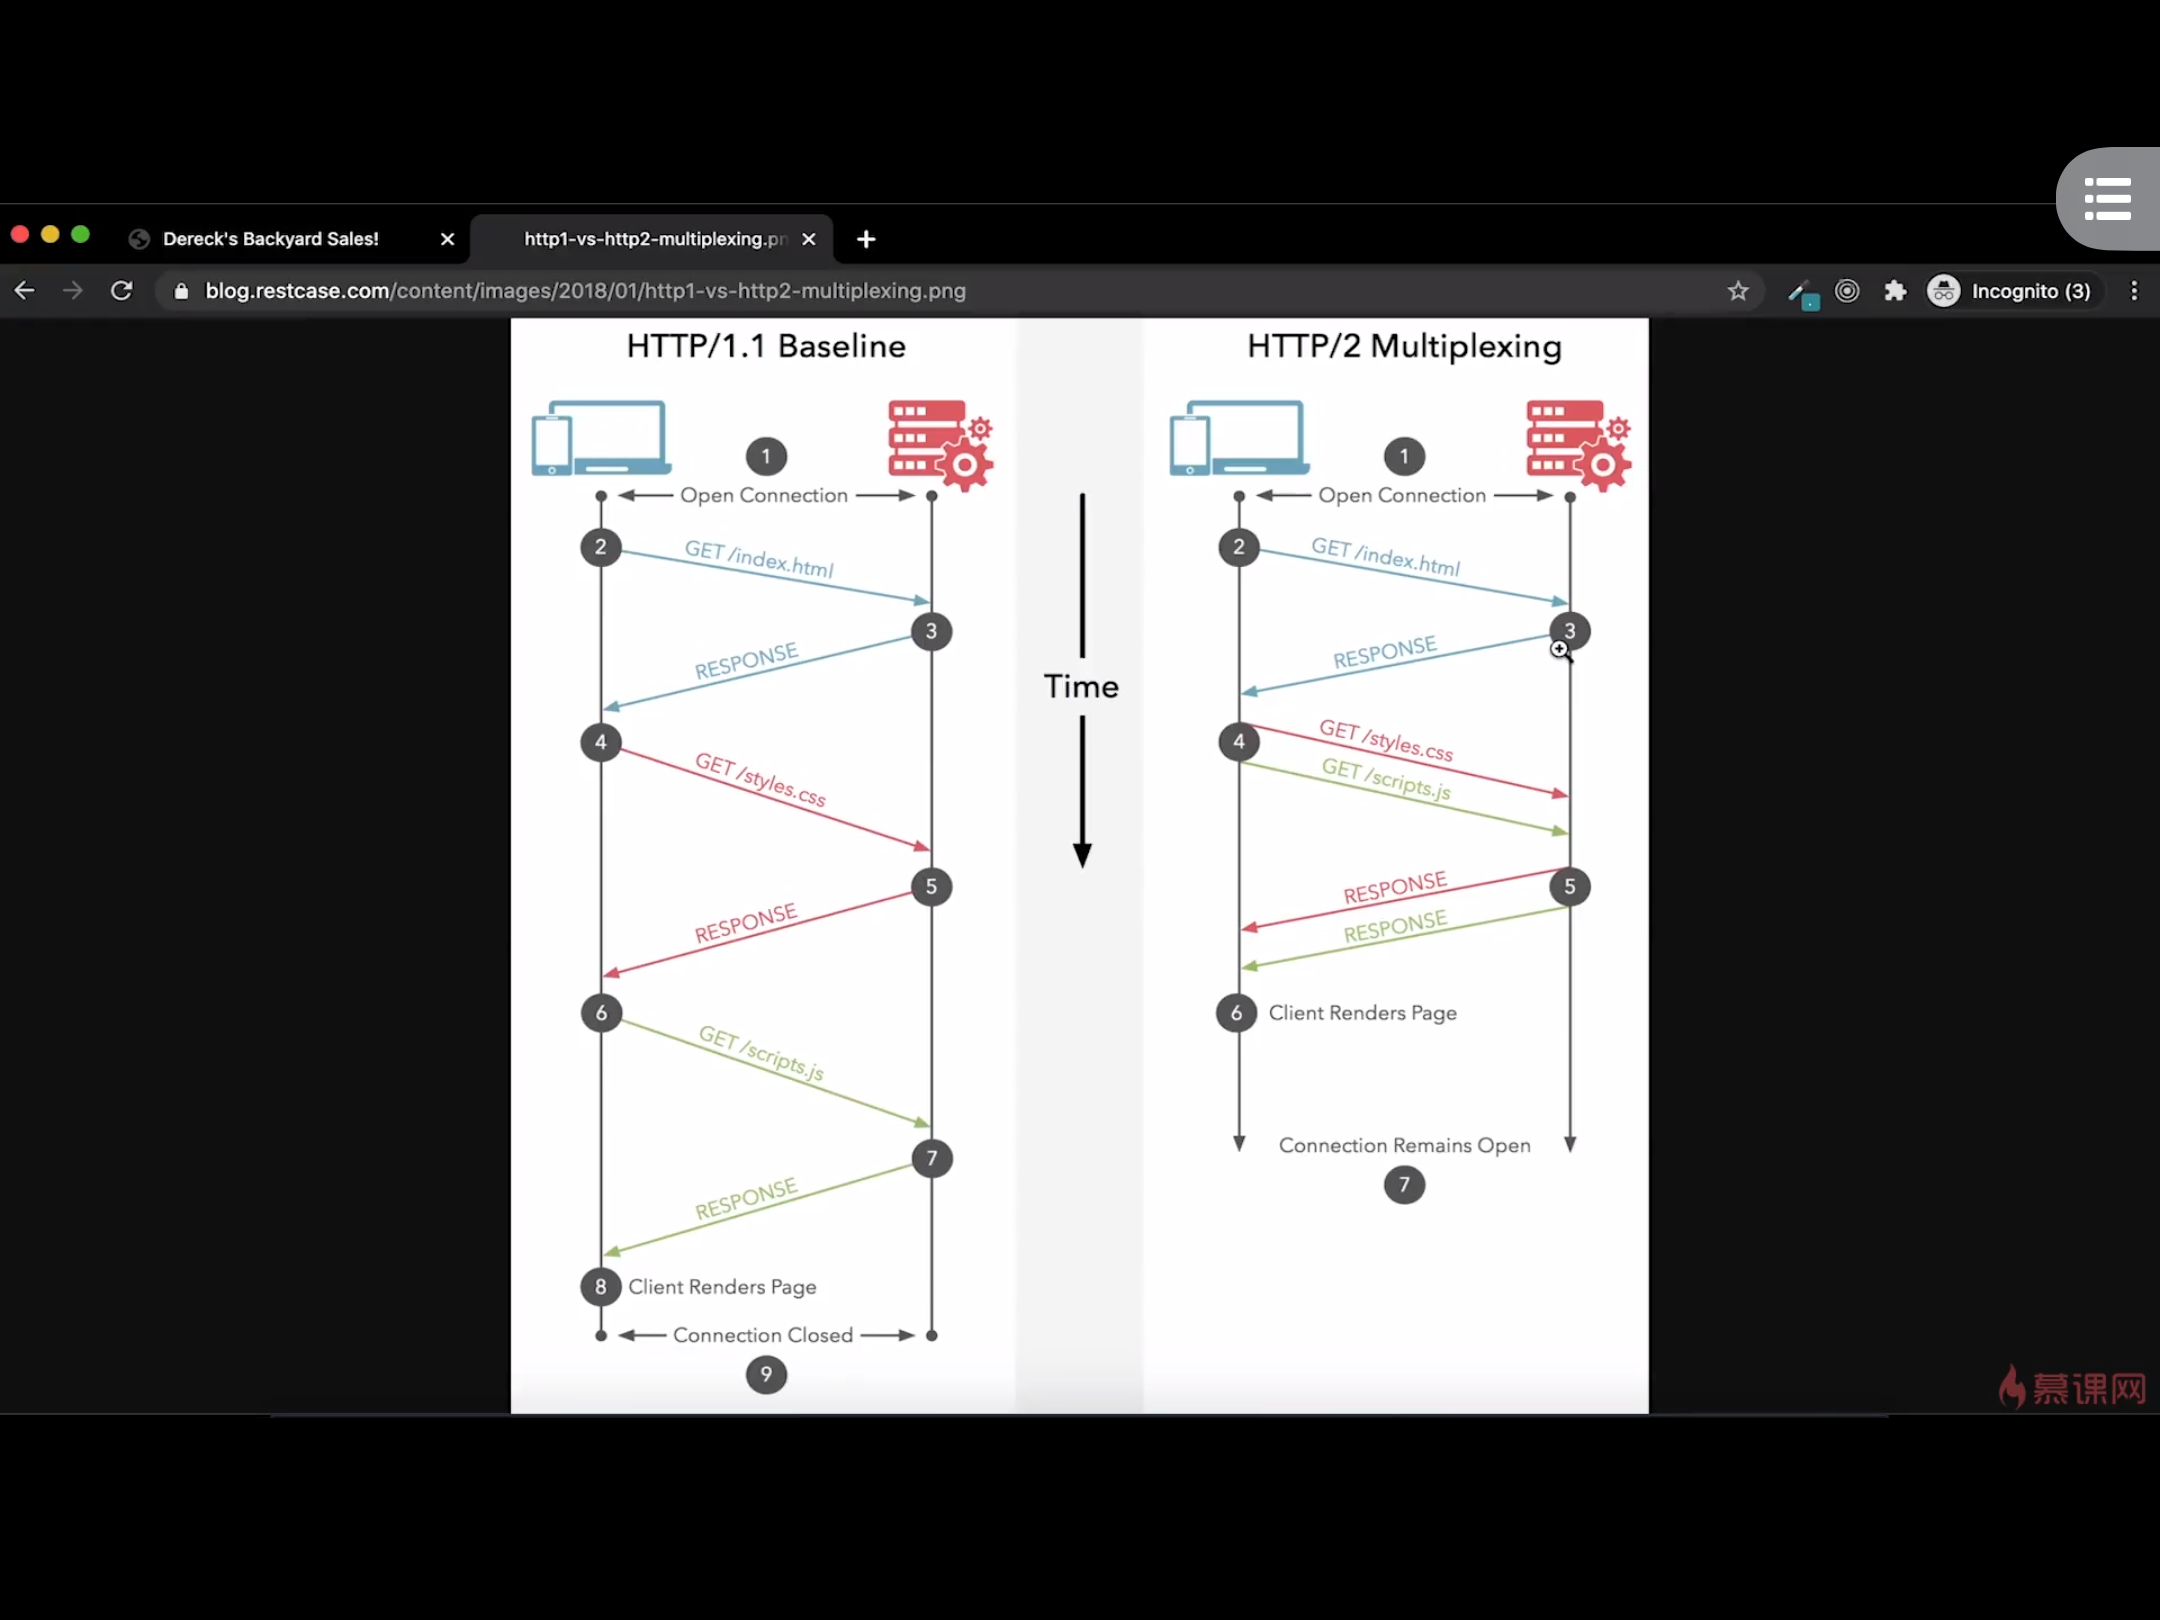 Dereck's Backyard Sales!
http1-vs-http2-multiplexing.pn
blog.restcase.com/content/images/2018/01/http1-vs-http2-multiplexing.png
Incognito (3)
HTTP/1.1 Baseline
1
Open Connection
2
GET /index.html
3
RESPONSE
4
GET /styles.css
5
RESPONSE
6
GET /scripts.js
7
RESPONSE
8 Client Renders Page
Connection Closed
9
Time
HTTP/2 Multiplexing
1
Open Connection
2
GET /index.html
3
RESPONSE
4
GET /styles.css
GET /scripts.js
5
RESPONSE
RESPONSE
6 Client Renders Page
Connection Remains Open
7
慕课网